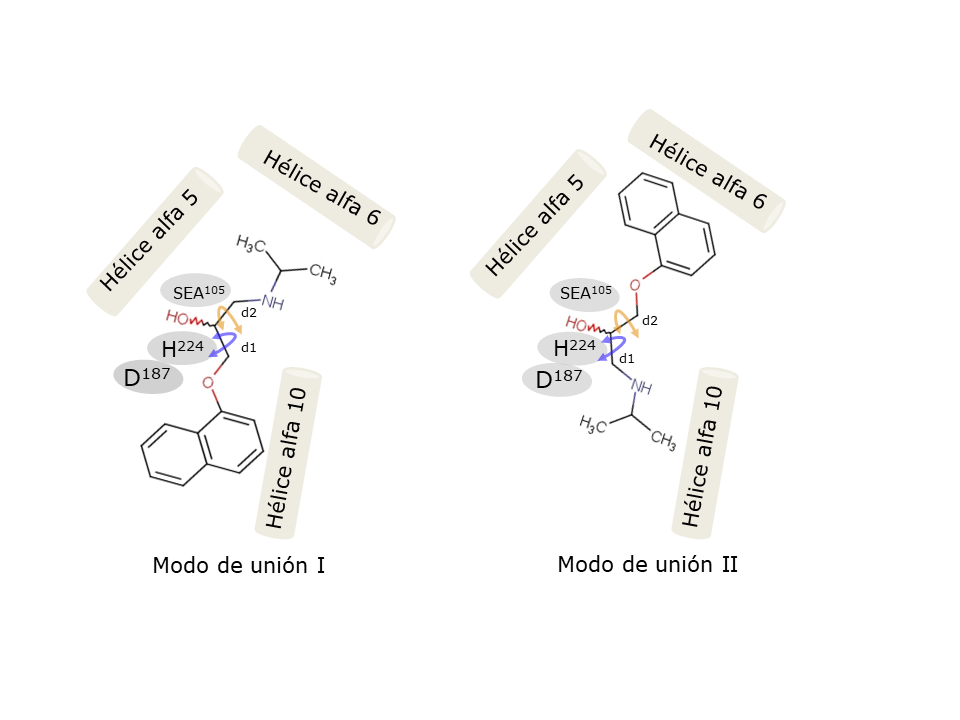 Hélice alfa 5
Hélice alfa 6
H₃C
CH₃
NH
SEA¹⁰⁵
HO
d2
H²²⁴
d1
D¹⁸⁷
O
Hélice alfa 10
Modo de unión I
Hélice alfa 5
Hélice alfa 6
O
SEA¹⁰⁵
HO
d2
H²²⁴
d1
D¹⁸⁷
NH
H₃C
CH₃
Hélice alfa 10
Modo de unión II